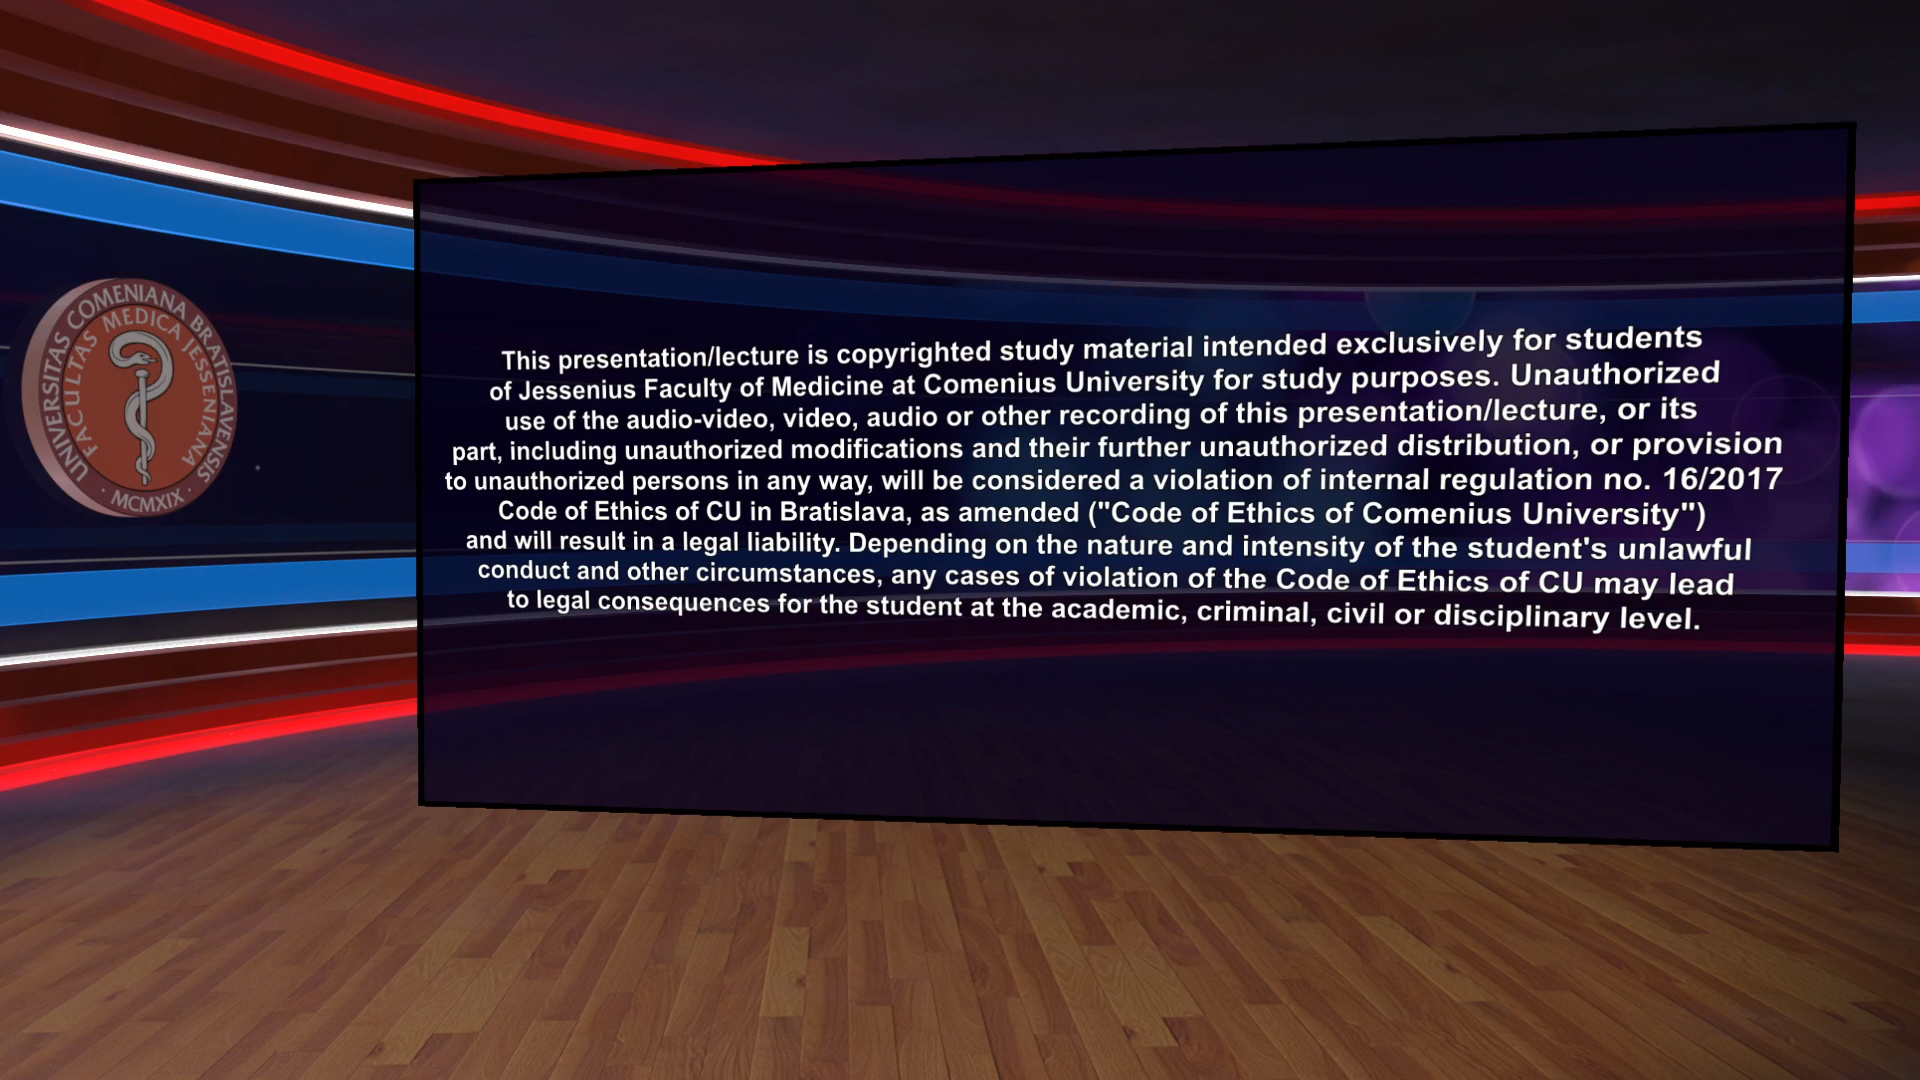 UNIVERSITAS COMENIANA BRATISLAVENSIS
FACULTAS MEDICA JESSENIANA
· MCMXIX ·
This presentation/lecture is copyrighted study material intended exclusively for students
of Jessenius Faculty of Medicine at Comenius University for study purposes. Unauthorized
use of the audio-video, video, audio or other recording of this presentation/lecture, or its
part, including unauthorized modifications and their further unauthorized distribution, or provision
to unauthorized persons in any way, will be considered a violation of internal regulation no. 16/2017
Code of Ethics of CU in Bratislava, as amended ("Code of Ethics of Comenius University")
and will result in a legal liability. Depending on the nature and intensity of the student's unlawful
conduct and other circumstances, any cases of violation of the Code of Ethics of CU may lead
to legal consequences for the student at the academic, criminal, civil or disciplinary level.